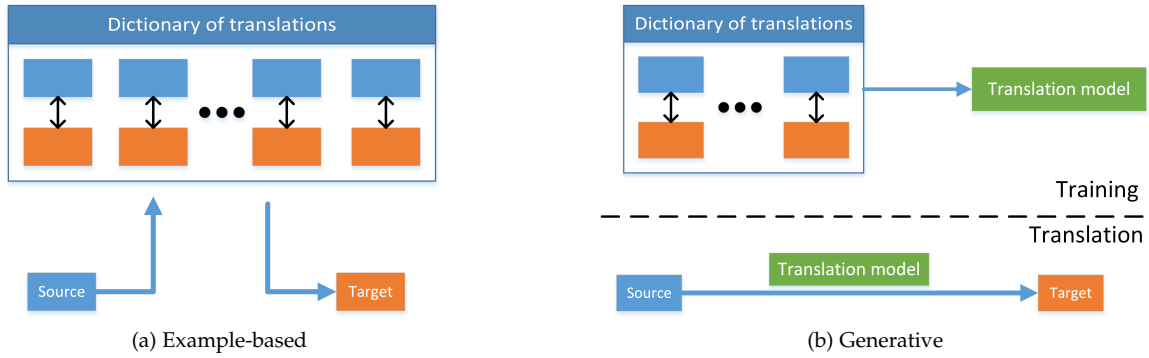 Dictionary of translations
Source
Target
(a) Example-based
Dictionary of translations
Translation model
Training
Translation
Translation model
Source
Target
(b) Generative